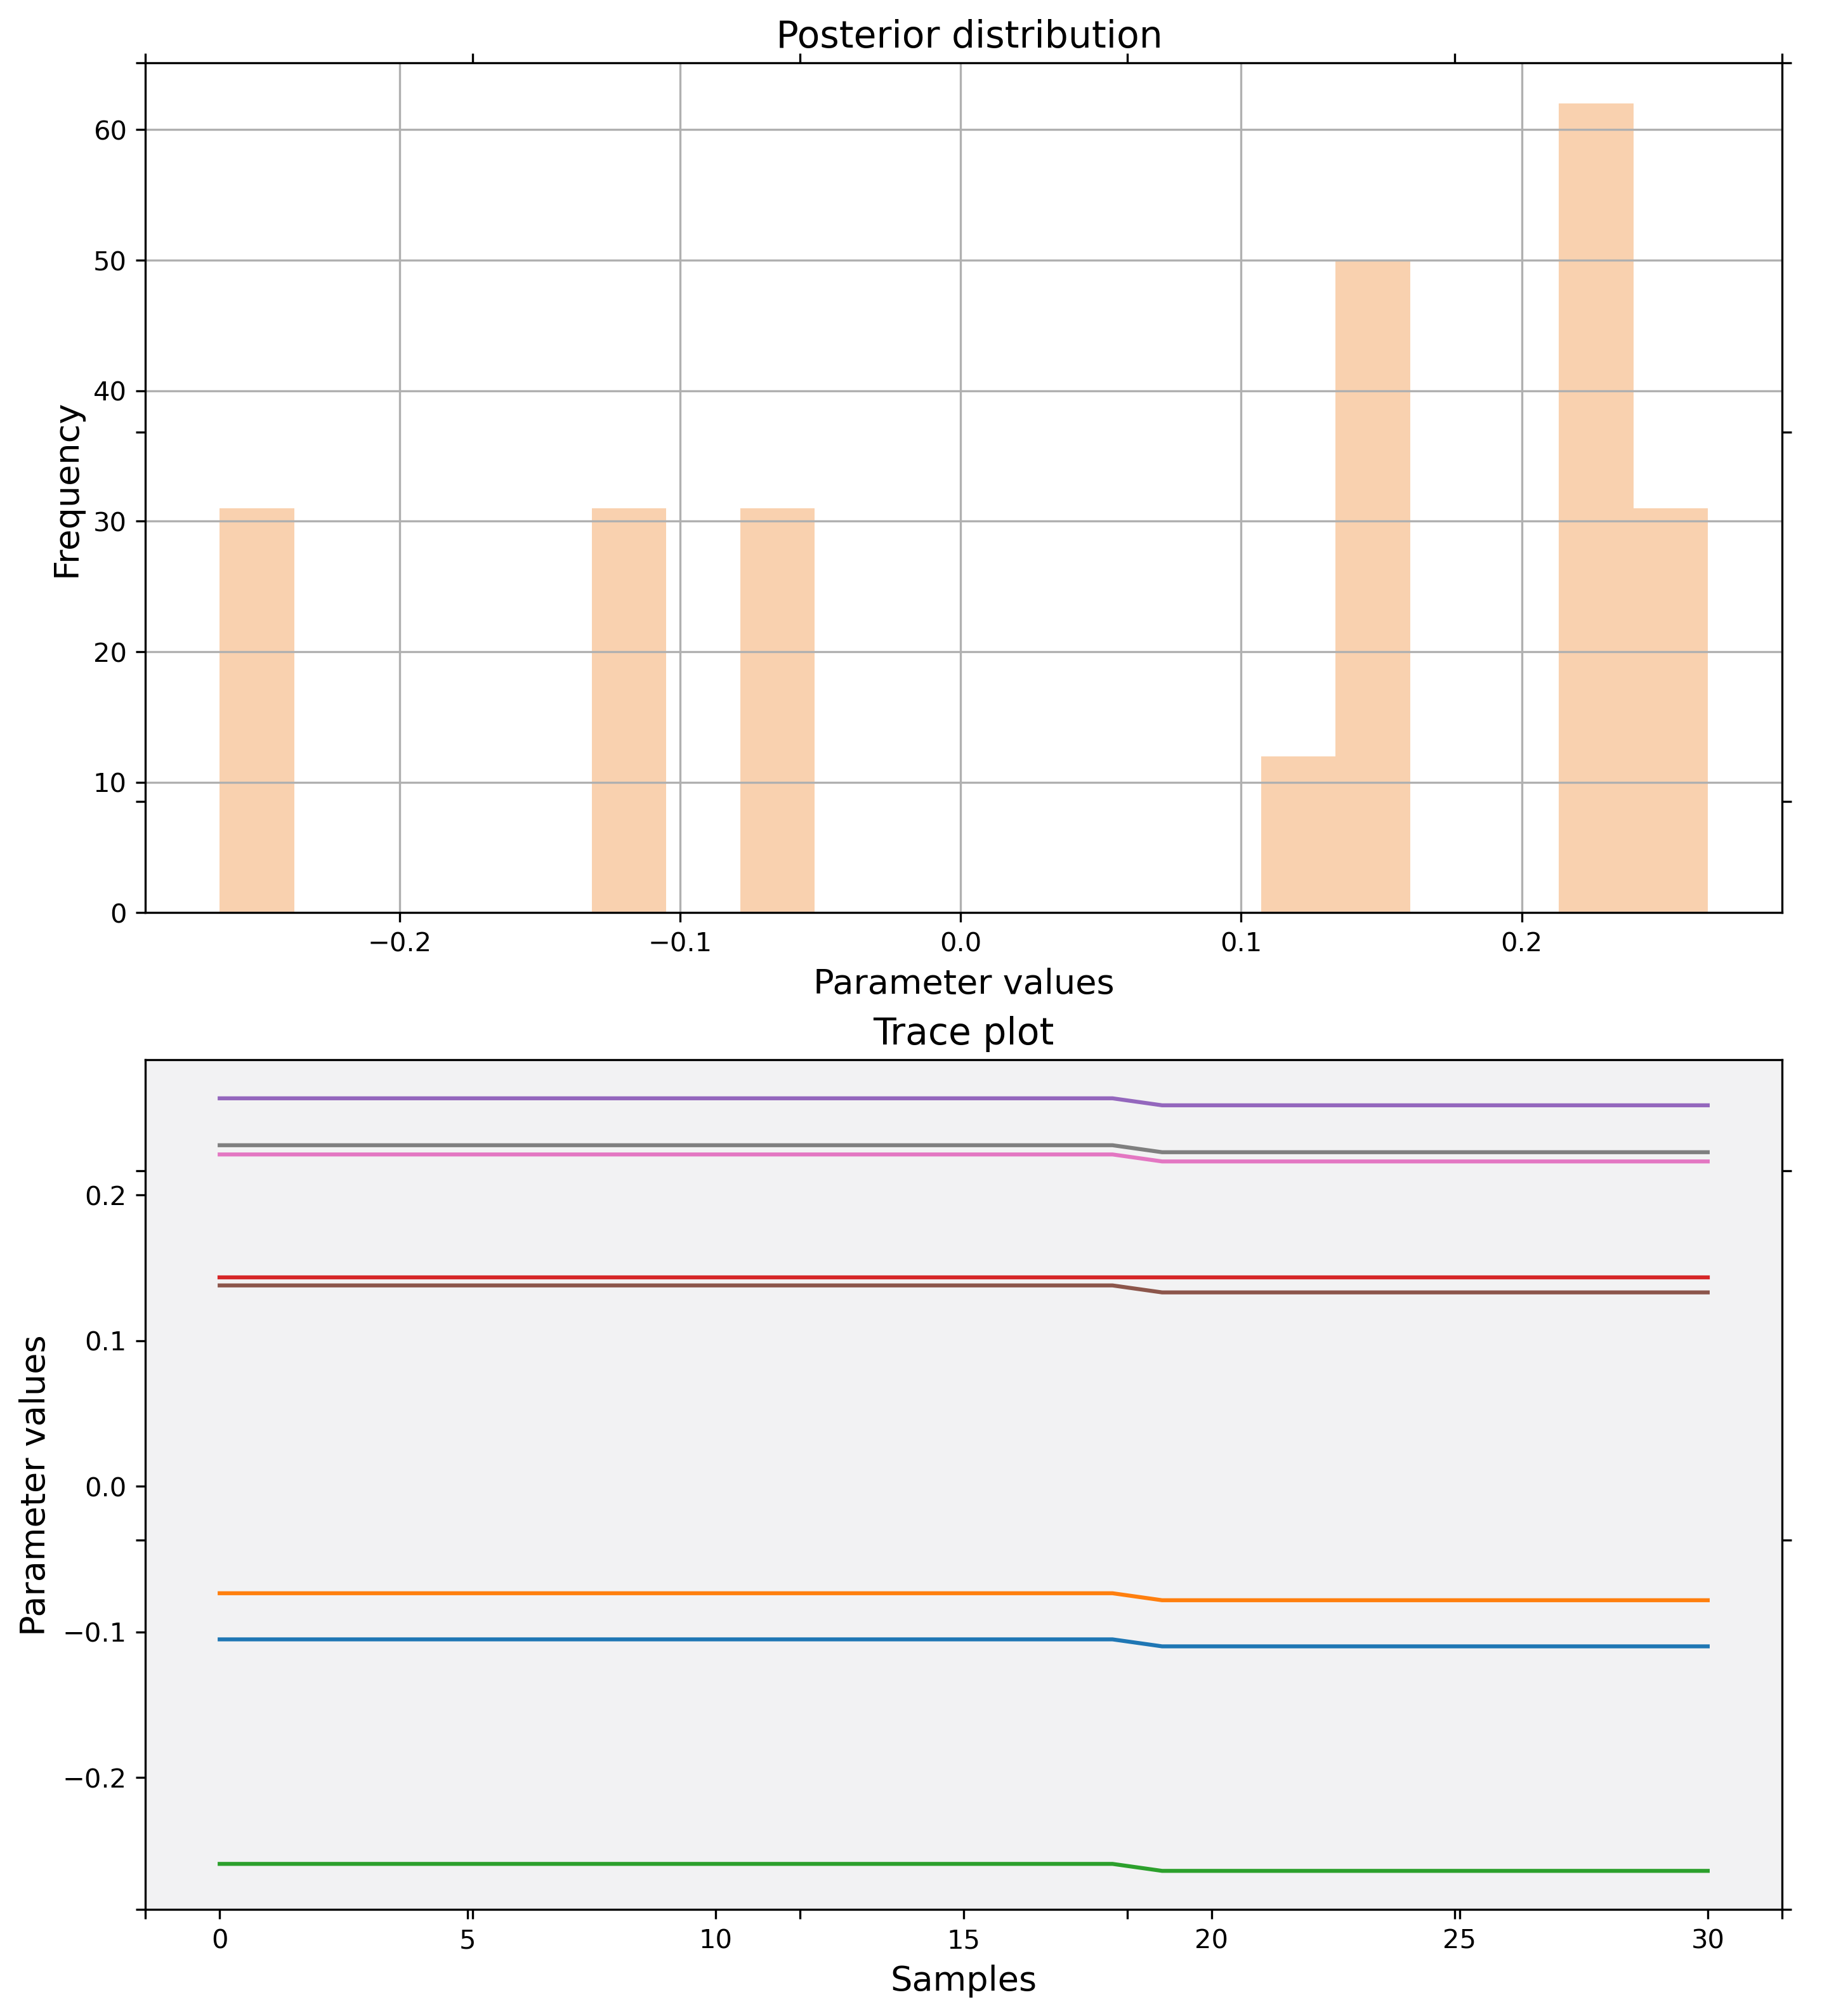 Posterior distribution
60
50
40
30
20
10
0
Frequency
−0.2 −0.1 0.0 0.1 0.2
Parameter values
Trace plot
0.2
0.1
0.0
−0.1
−0.2
Parameter values
0 5 10 15 20 25 30
Samples